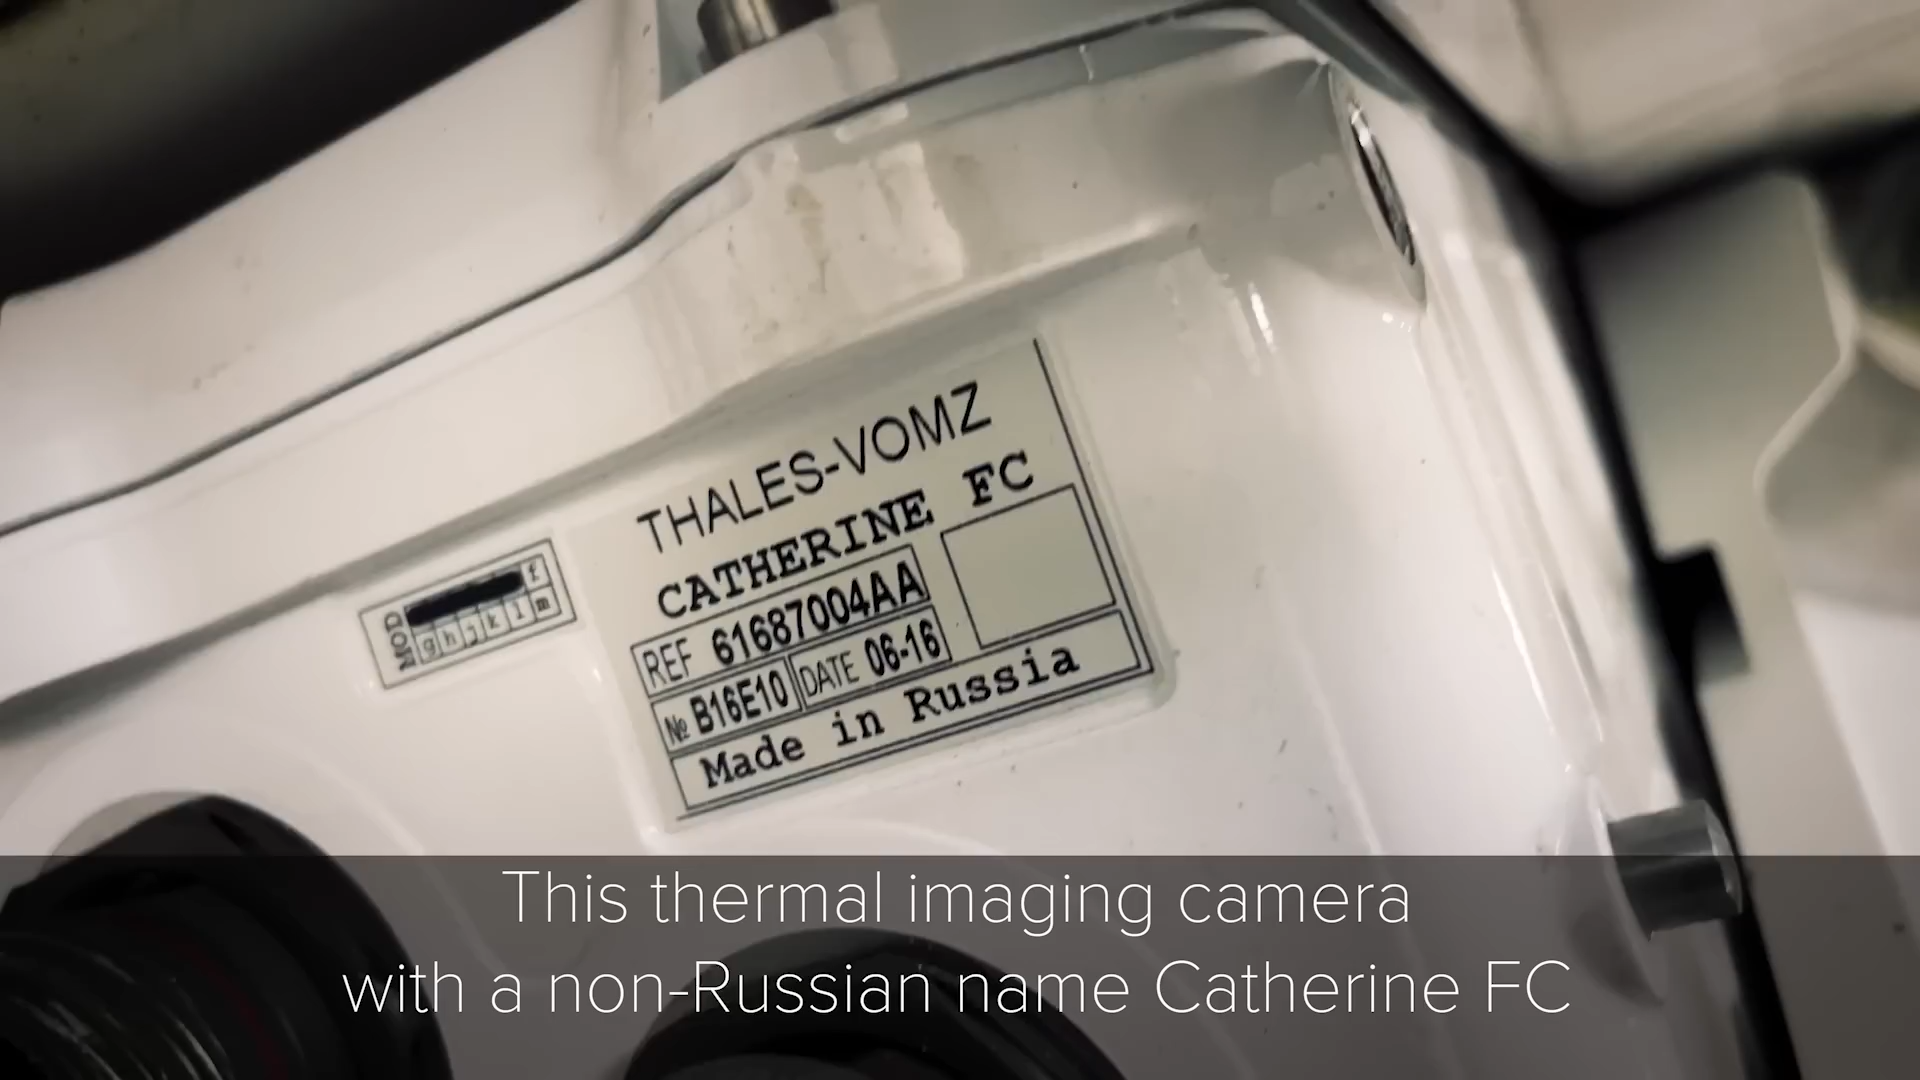 THALES-VOMZ
CATHERINE FC
REF 61687004AA
№ B16E10 DATE 06-16
Made in Russia
MOD f
g h j k l m
This thermal imaging camera
with a non-Russian name Catherine FC